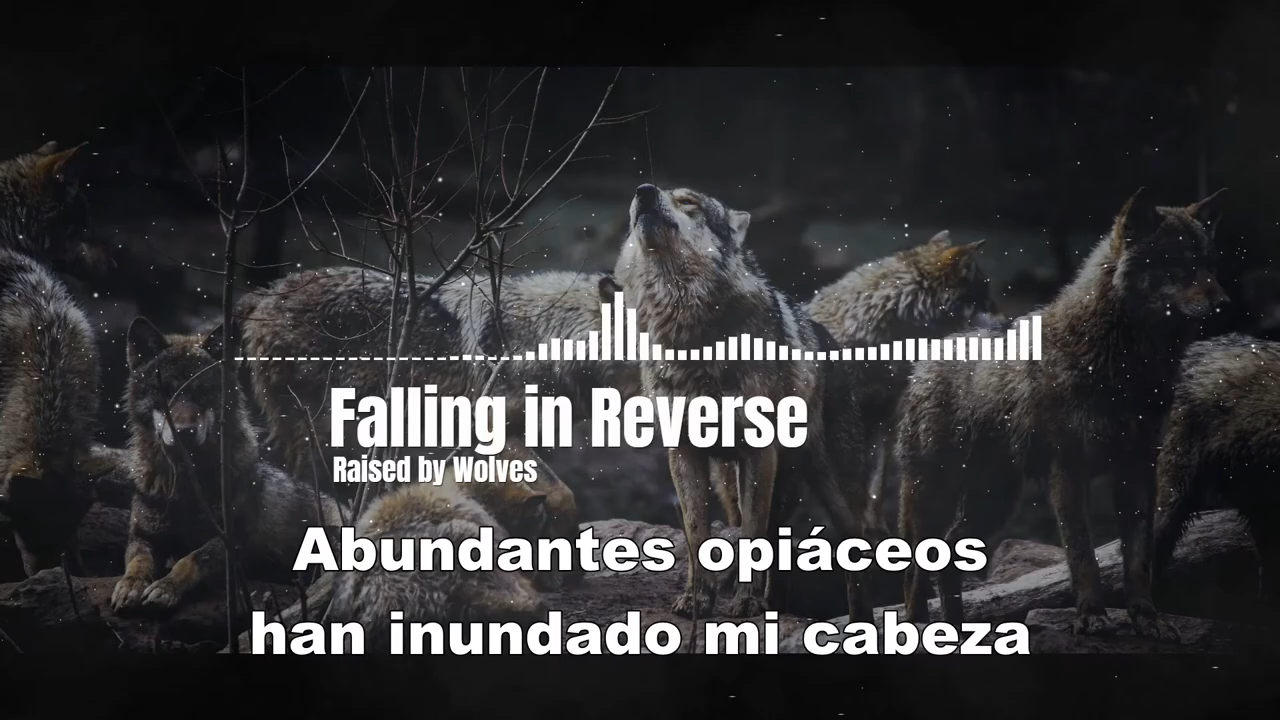 Falling in Reverse
Raised by Wolves
Abundantes opiáceos
han inundado mi cabeza